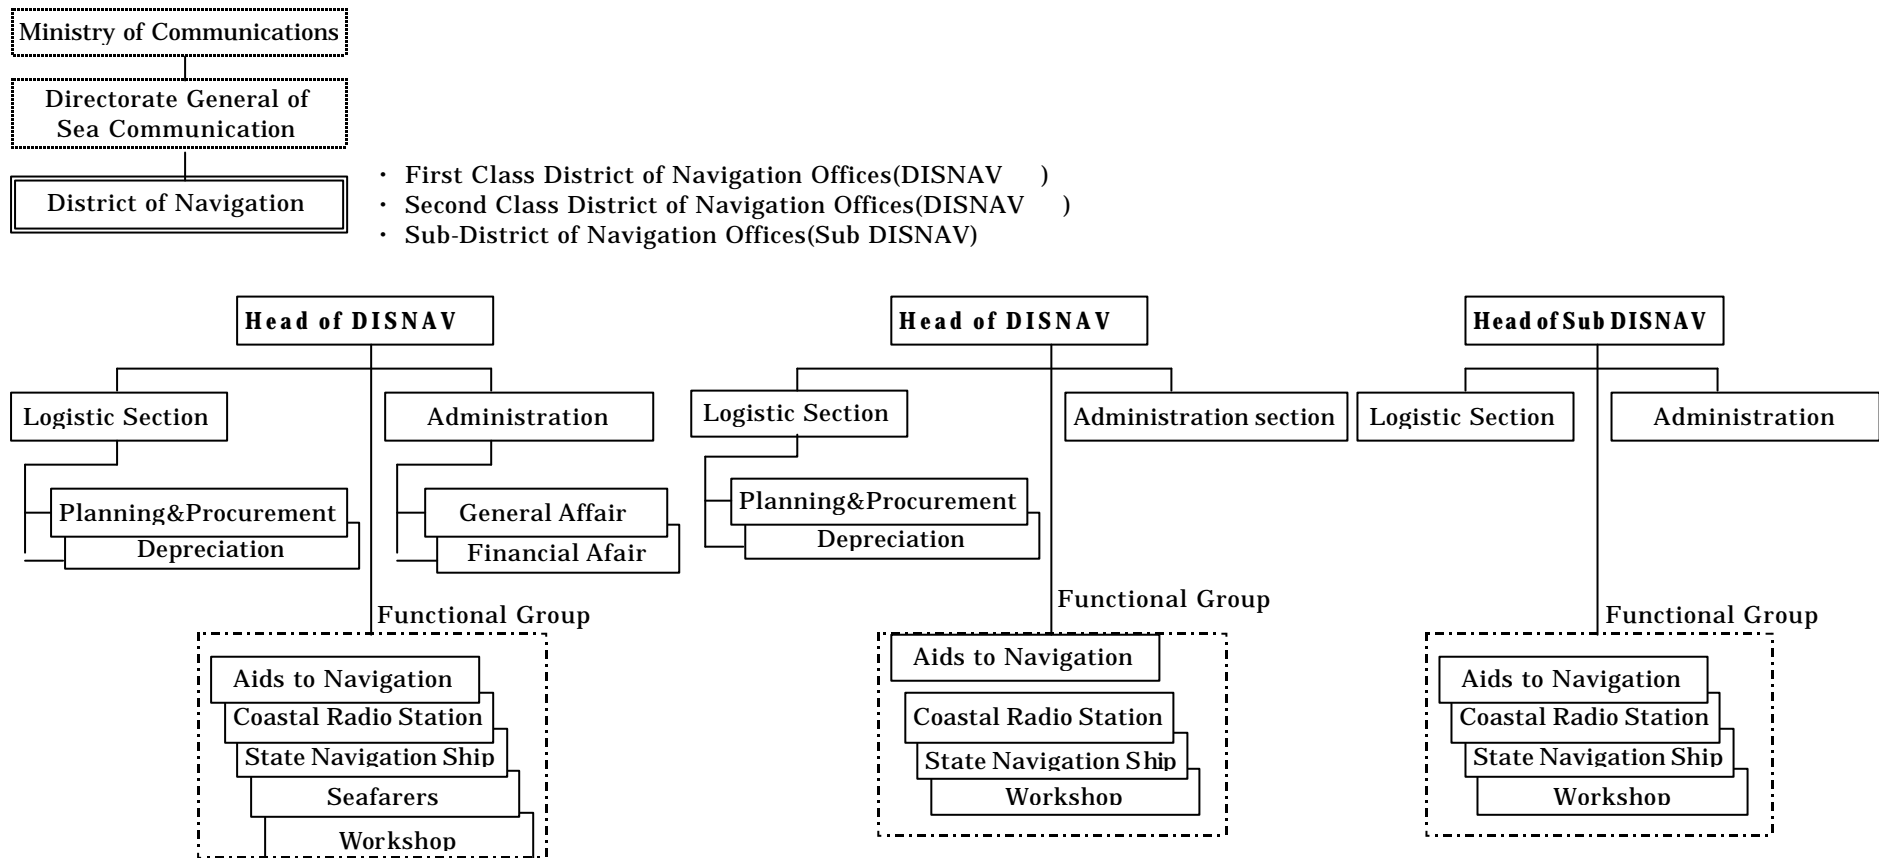 Ministry of Communications
Directorate General of
Sea Communication
District of Navigation
・ First Class District of Navigation Offices(DISNAV )
・ Second Class District of Navigation Offices(DISNAV )
・ Sub-District of Navigation Offices(Sub DISNAV)
Head of DISNAV
Logistic Section
Administration
Planning&Procurement
Depreciation
General Affair
Financial Afair
Functional Group
Aids to Navigation
Coastal Radio Station
State Navigation Ship
Seafarers
Workshop
Head of DISNAV
Logistic Section
Administration section
Planning&Procurement
Depreciation
Functional Group
Aids to Navigation
Coastal Radio Station
State Navigation Ship
Workshop
Head of Sub DISNAV
Logistic Section
Administration
Functional Group
Aids to Navigation
Coastal Radio Station
State Navigation Ship
Workshop